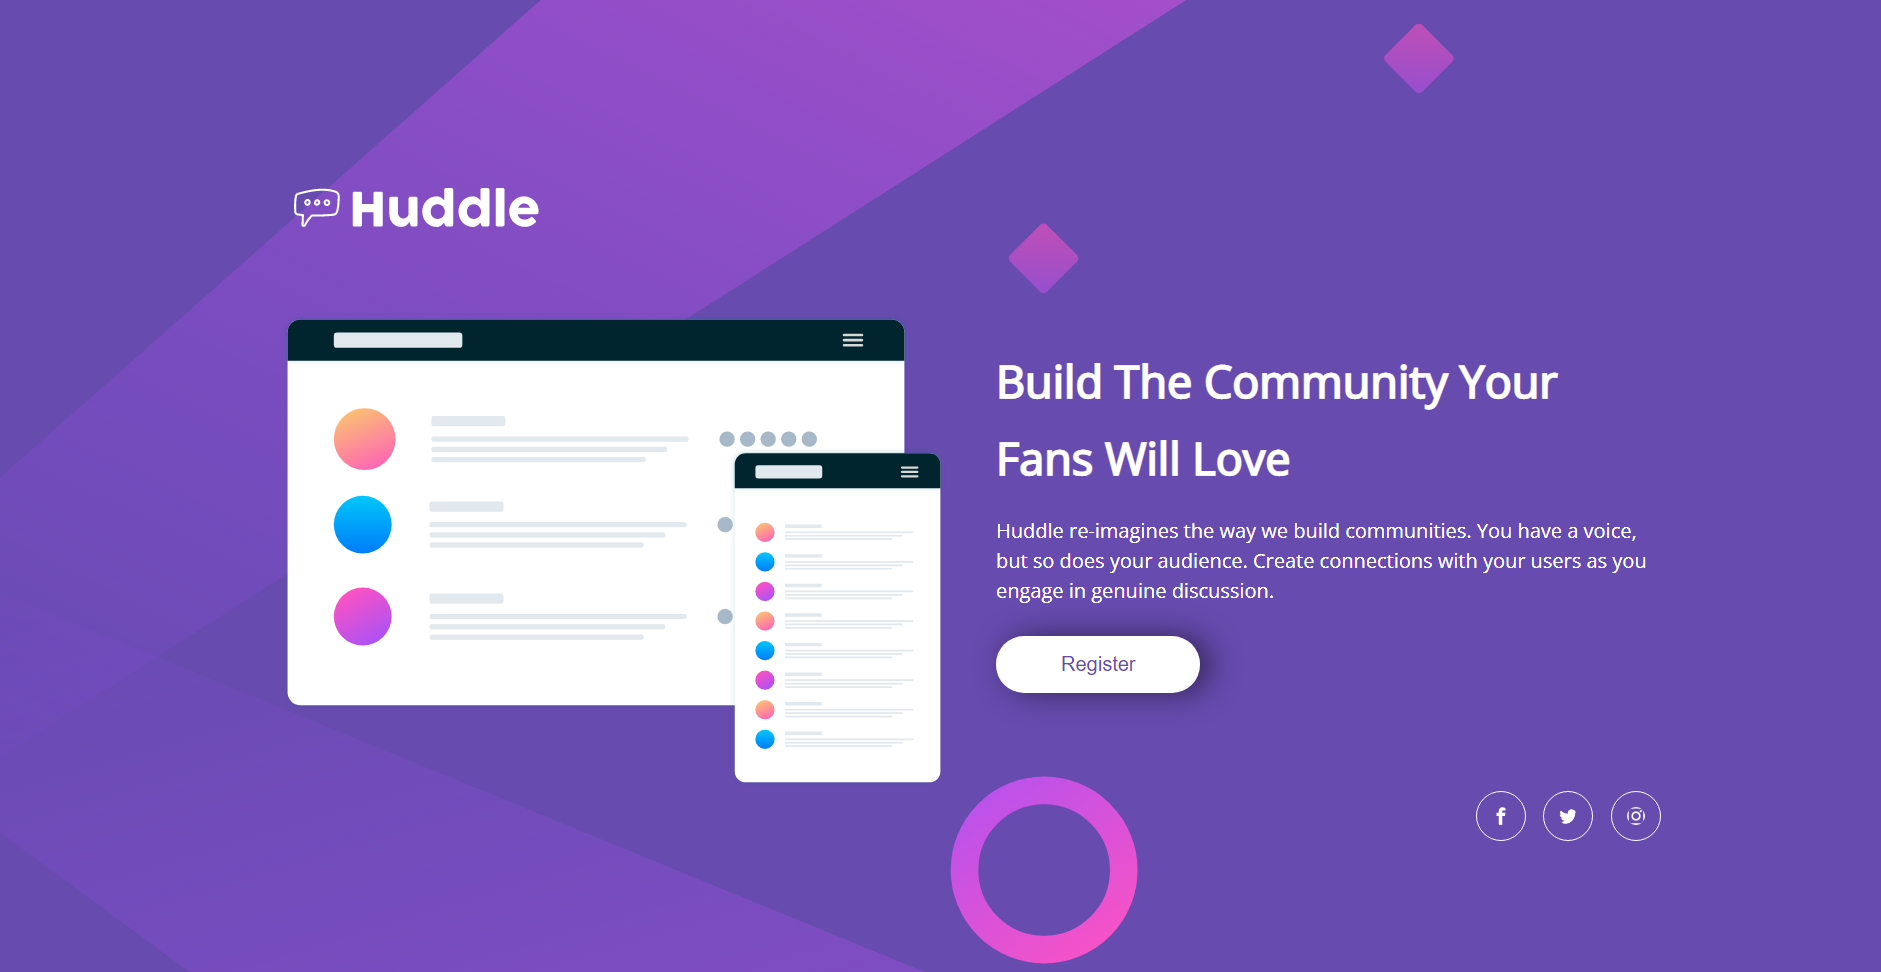 Huddle
Build The Community Your
Fans Will Love
Huddle re-imagines the way we build communities. You have a voice,
but so does your audience. Create connections with your users as you
engage in genuine discussion.
Register